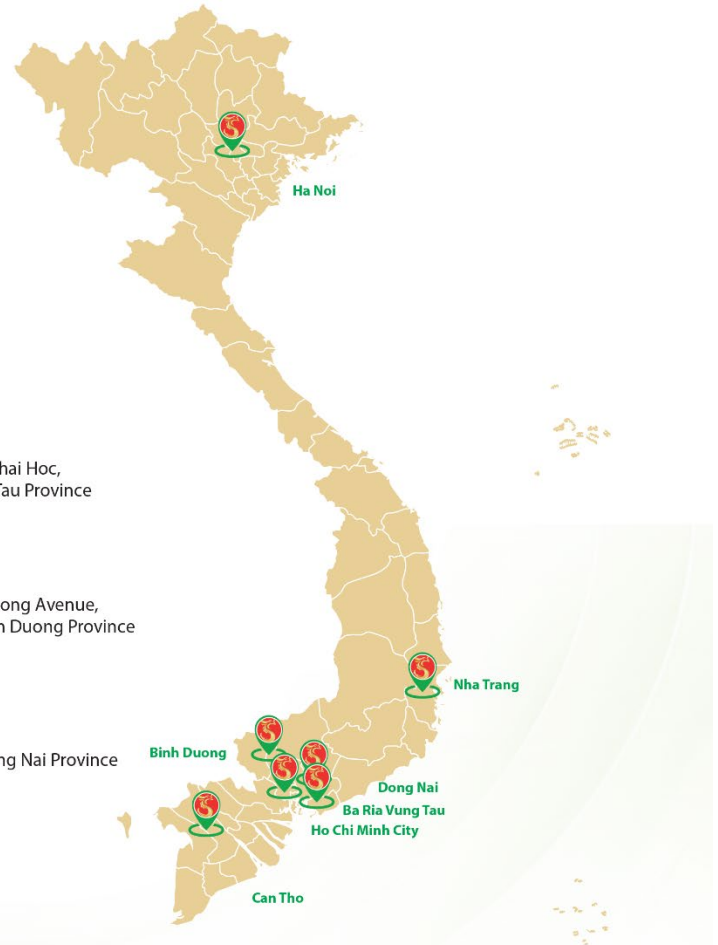 Ha Noi
hai Hoc,
Tau Province
ong Avenue,
h Duong Province
Nha Trang
Binh Duong
ng Nai Province
Dong Nai
Ba Ria Vung Tau
Ho Chi Minh City
Can Tho